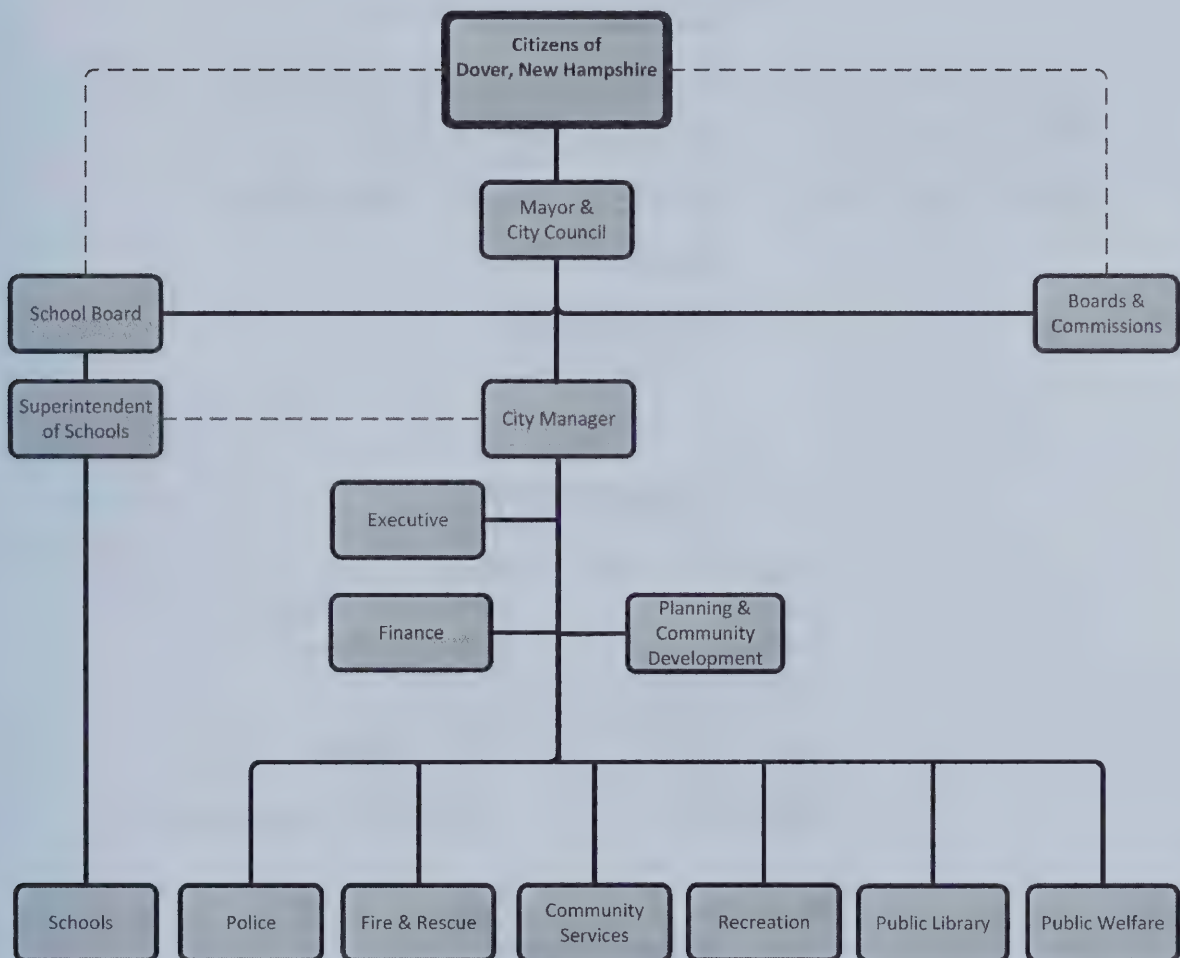 Citizens of
Dover, New Hampshire
Mayor &
City Council
School Board
Boards &
Commissions
Superintendent
of Schools
City Manager
Executive
Finance
Planning &
Community
Development
Schools
Police
Fire & Rescue
Community
Services
Recreation
Public Library
Public Welfare